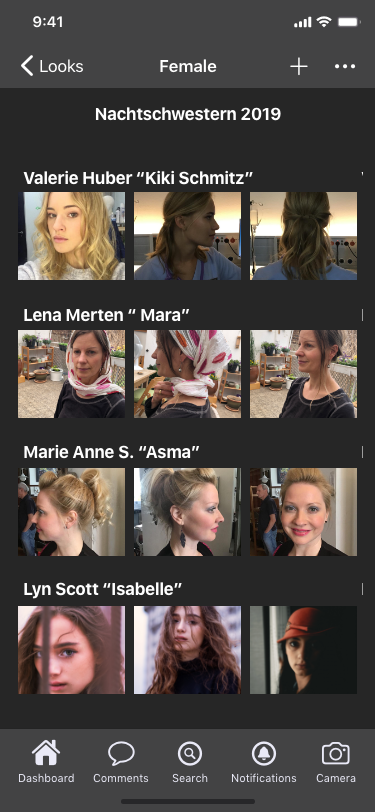 9:41
Looks
Female
Nachtschwestern 2019
Valerie Huber “Kiki Schmitz”
Lena Merten “ Mara”
Marie Anne S. “Asma”
Lyn Scott “Isabelle”
Dashboard
Comments
Search
Notifications
Camera